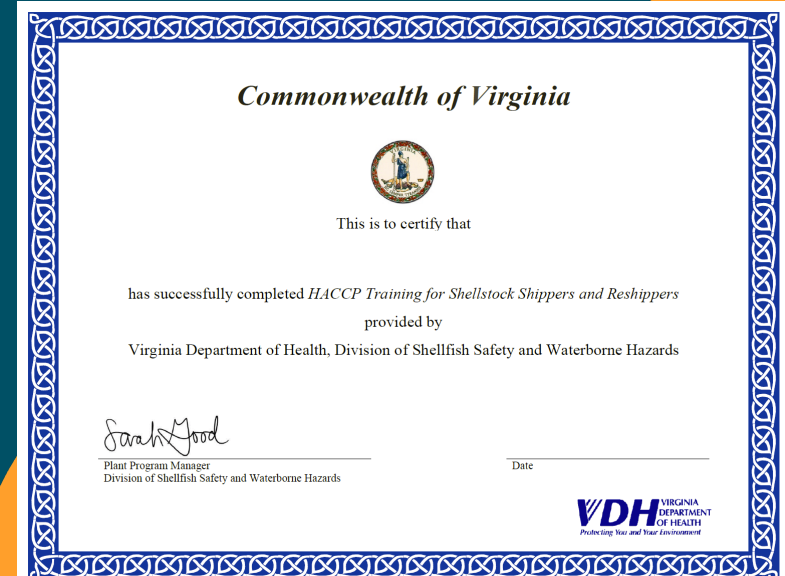 Commonwealth of Virginia
This is to certify that
has successfully completed HACCP Training for Shellstock Shippers and Reshippers
provided by
Virginia Department of Health, Division of Shellfish Safety and Waterborne Hazards
Sarah Good
Plant Program Manager
Division of Shellfish Safety and Waterborne Hazards
Date
VDH VIRGINIA
DEPARTMENT
OF HEALTH
Protecting You and Your Environment